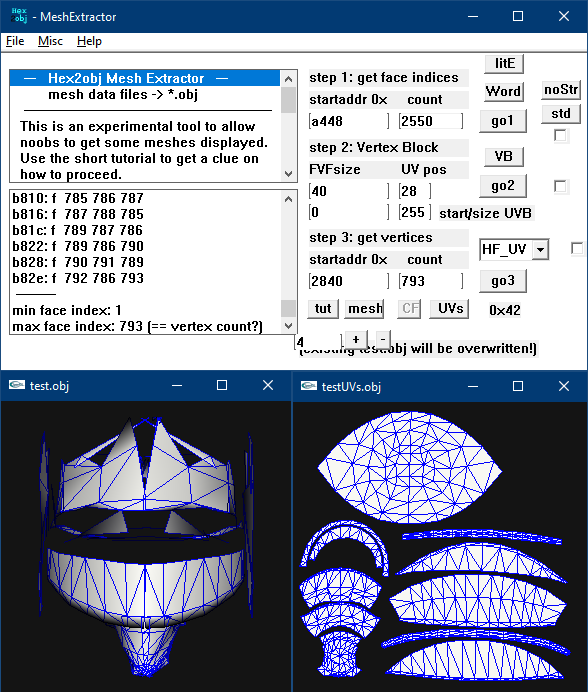 Hex 2obj - MeshExtractor
File Misc Help
— Hex2obj Mesh Extractor —
mesh data files -> *.obj
This is an experimental tool to allow
noobs to get some meshes displayed.
Use the short tutorial to get a clue on
how to proceed.
b810: f 785 786 787
b816: f 787 788 785
b81c: f 789 787 786
b822: f 789 786 790
b828: f 790 791 789
b82e: f 792 786 793
min face index: 1
max face index: 793 (== vertex count?)
step 1: get face indices
startaddr 0x count
a448 2550
step 2: Vertex Block
FVFsize UV pos
40 28
0 255 start/size UVB
step 3: get vertices
startaddr 0x count
2840 793
litE
Word noStr
go1 std
VB
go2
HF_UV
go3
tut mesh CF UVs 0x42
4 + -
(existing test.obj will be overwritten!)
test.obj
testUVs.obj